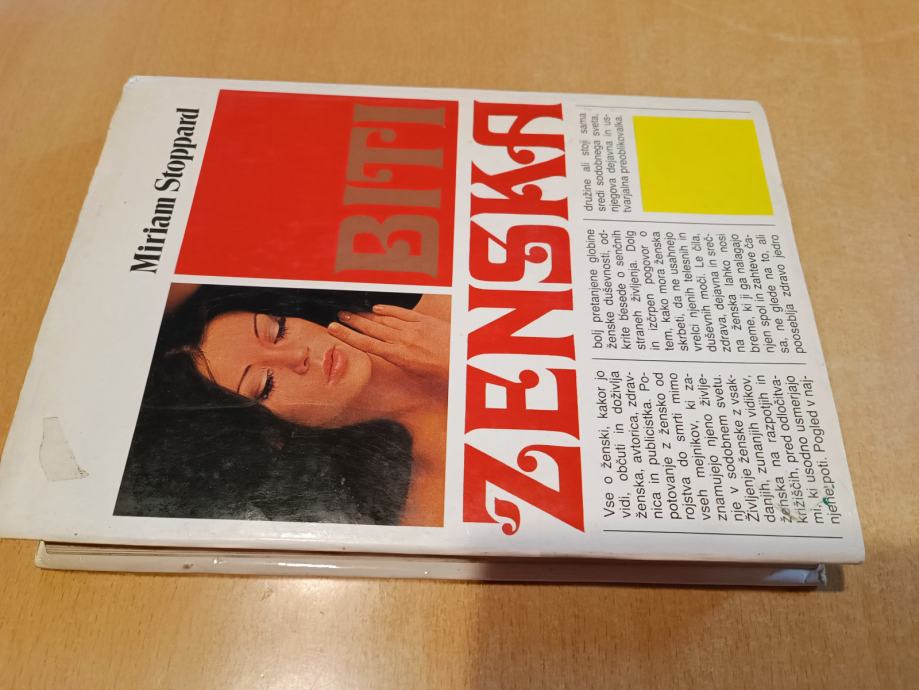 Miriam Stoppard
BITI
ŽENSKA
Vse o ženski, kakor jo
vidi, občuti in doživlja
ženska, avtorica, zdrav-
nica in publicistka. Po-
potovanje z žensko od
rojstva do smrti mimo
vseh mejnikov, ki za-
znamujejo njeno življe-
nje v sodobnem svetu.
Življenje ženske z vsak-
danjih, zunanjih vidikov,
ženska na razpotjih in
križiščih, pred odločitva-
mi, ki usodno usmerjajo
njene poti. Pogled v naj-
bolj pretanjene globine
ženske duševnosti, od-
krite besede o senčnih
straneh življenja. Dolg
in izčrpen pogovor o
tem, kako mora ženska
skrbeti, da ne usahnejo
vrelci njenih telesnih in
duševnih moči. Le čila,
zdrava, dejavna in sreč-
na ženska lahko nosi
breme, ki ji ga nalagajo
njen spol in zahteve ča-
sa, ne glede na to, ali
pooseblja zdravo jedro
družine ali stoji sama
sredi sodobnega sveta,
njegova dejavna in us-
tvarjalna preoblikovalka.